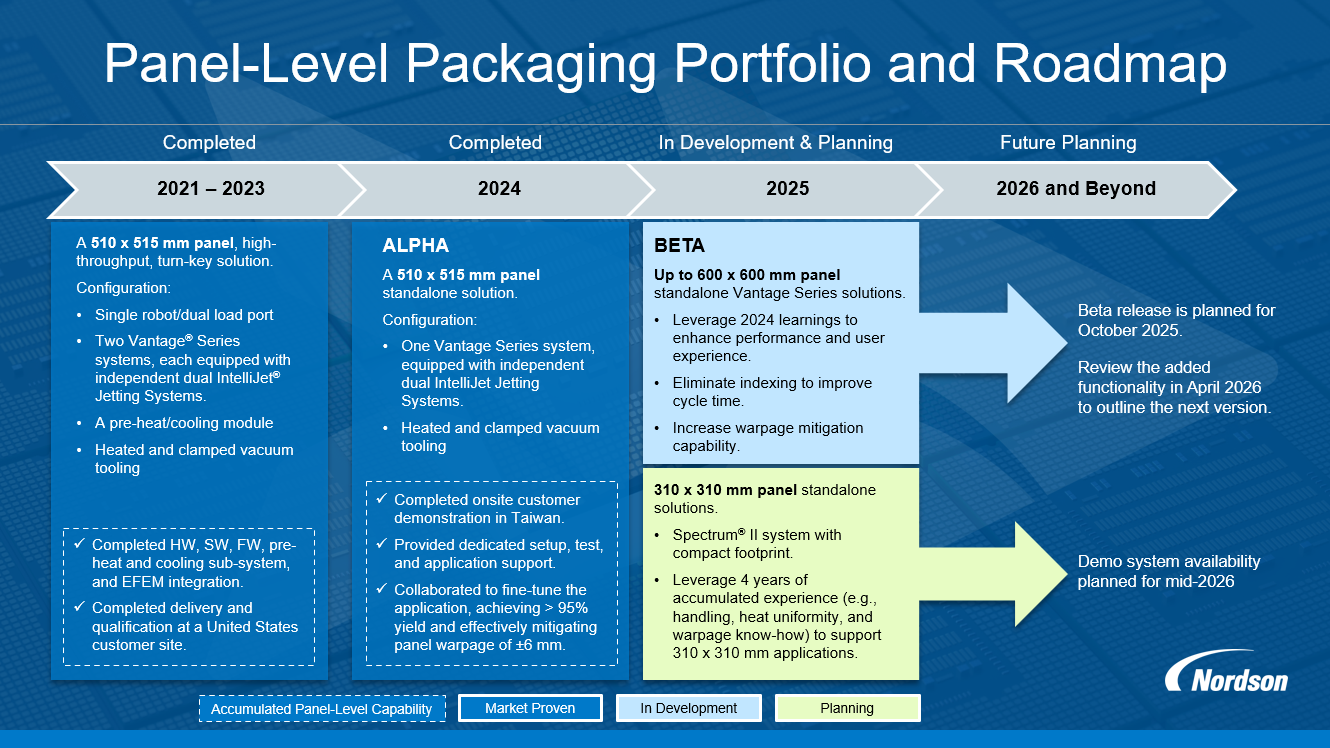 Panel-Level Packaging Portfolio and Roadmap
Completed
Completed
In Development & Planning
Future Planning
2021 – 2023
2024
2025
2026 and Beyond
A 510 x 515 mm panel, high-
throughput, turn-key solution.
Configuration:
• Single robot/dual load port
• Two Vantage® Series
systems, each equipped with
independent dual IntelliJet®
Jetting Systems.
• A pre-heat/cooling module
• Heated and clamped vacuum
tooling
✓ Completed HW, SW, FW, pre-
heat and cooling sub-system,
and EFEM integration.
✓ Completed delivery and
qualification at a United States
customer site.
ALPHA
A 510 x 515 mm panel
standalone solution.
Configuration:
• One Vantage Series system,
equipped with independent
dual IntelliJet Jetting
Systems.
• Heated and clamped vacuum
tooling
✓ Completed onsite customer
demonstration in Taiwan.
✓ Provided dedicated setup, test,
and application support.
✓ Collaborated to fine-tune the
application, achieving > 95%
yield and effectively mitigating
panel warpage of ±6 mm.
BETA
Up to 600 x 600 mm panel
standalone Vantage Series solutions.
• Leverage 2024 learnings to
enhance performance and user
experience.
• Eliminate indexing to improve
cycle time.
• Increase warpage mitigation
capability.
310 x 310 mm panel standalone
solutions.
• Spectrum® II system with
compact footprint.
• Leverage 4 years of
accumulated experience (e.g.,
handling, heat uniformity, and
warpage know-how) to support
310 x 310 mm applications.
Beta release is planned for
October 2025.
Review the added
functionality in April 2026
to outline the next version.
Demo system availability
planned for mid-2026
Nordson
Accumulated Panel-Level Capability
Market Proven
In Development
Planning